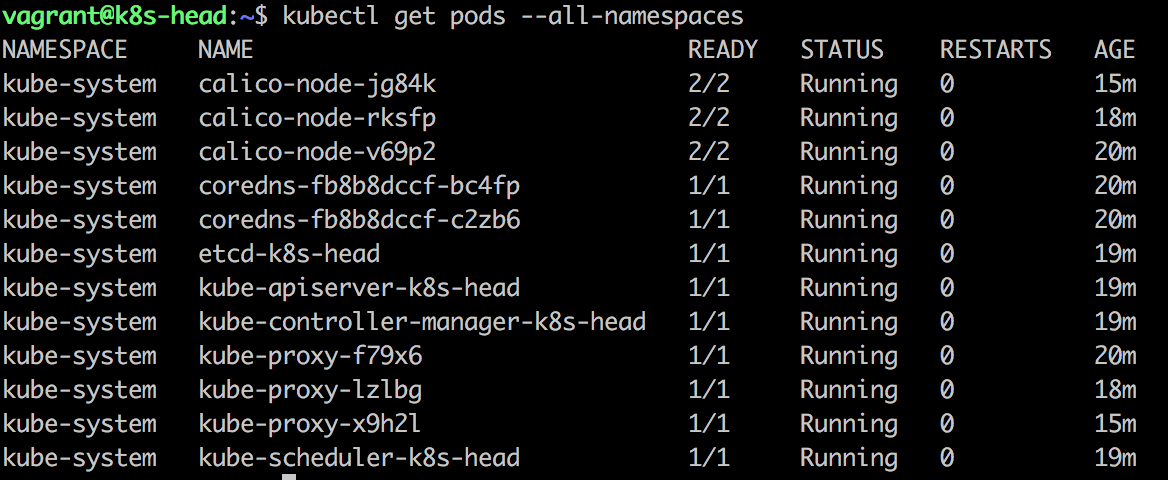 vagrant@k8s-head:~$ kubectl get pods --all-namespaces
NAMESPACE     NAME                               READY   STATUS    RESTARTS   AGE
kube-system   calico-node-jg84k                  2/2     Running   0          15m
kube-system   calico-node-rksfp                  2/2     Running   0          18m
kube-system   calico-node-v69p2                  2/2     Running   0          20m
kube-system   coredns-fb8b8dccf-bc4fp            1/1     Running   0          20m
kube-system   coredns-fb8b8dccf-c2zb6            1/1     Running   0          20m
kube-system   etcd-k8s-head                      1/1     Running   0          19m
kube-system   kube-apiserver-k8s-head            1/1     Running   0          19m
kube-system   kube-controller-manager-k8s-head   1/1     Running   0          19m
kube-system   kube-proxy-f79x6                   1/1     Running   0          20m
kube-system   kube-proxy-lzlbg                   1/1     Running   0          18m
kube-system   kube-proxy-x9h2l                   1/1     Running   0          15m
kube-system   kube-scheduler-k8s-head            1/1     Running   0          19m